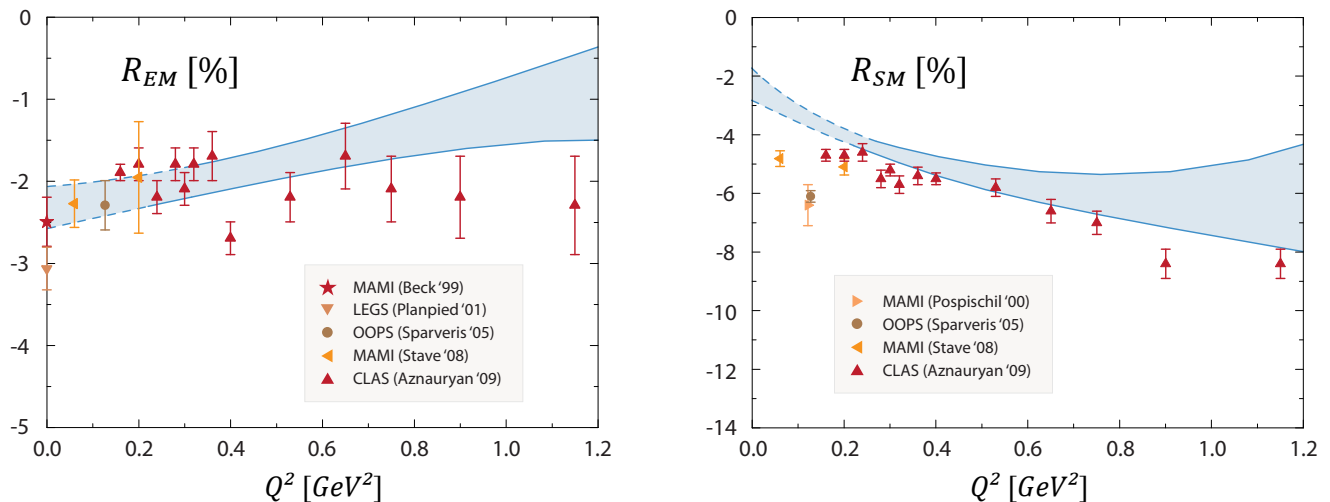 0
-1
-2
-3
-4
-5
R_EM [%]
MAMI (Beck '99)
LEGS (Planpied '01)
OOPS (Sparveris '05)
MAMI (Stave '08)
CLAS (Aznauryan '09)
0.0 0.2 0.4 0.6 0.8 1.0 1.2
Q² [GeV²]
0
-2
-4
-6
-8
-10
-12
-14
R_SM [%]
MAMI (Pospischil '00)
OOPS (Sparveris '05)
MAMI (Stave '08)
CLAS (Aznauryan '09)
0.0 0.2 0.4 0.6 0.8 1.0 1.2
Q² [GeV²]